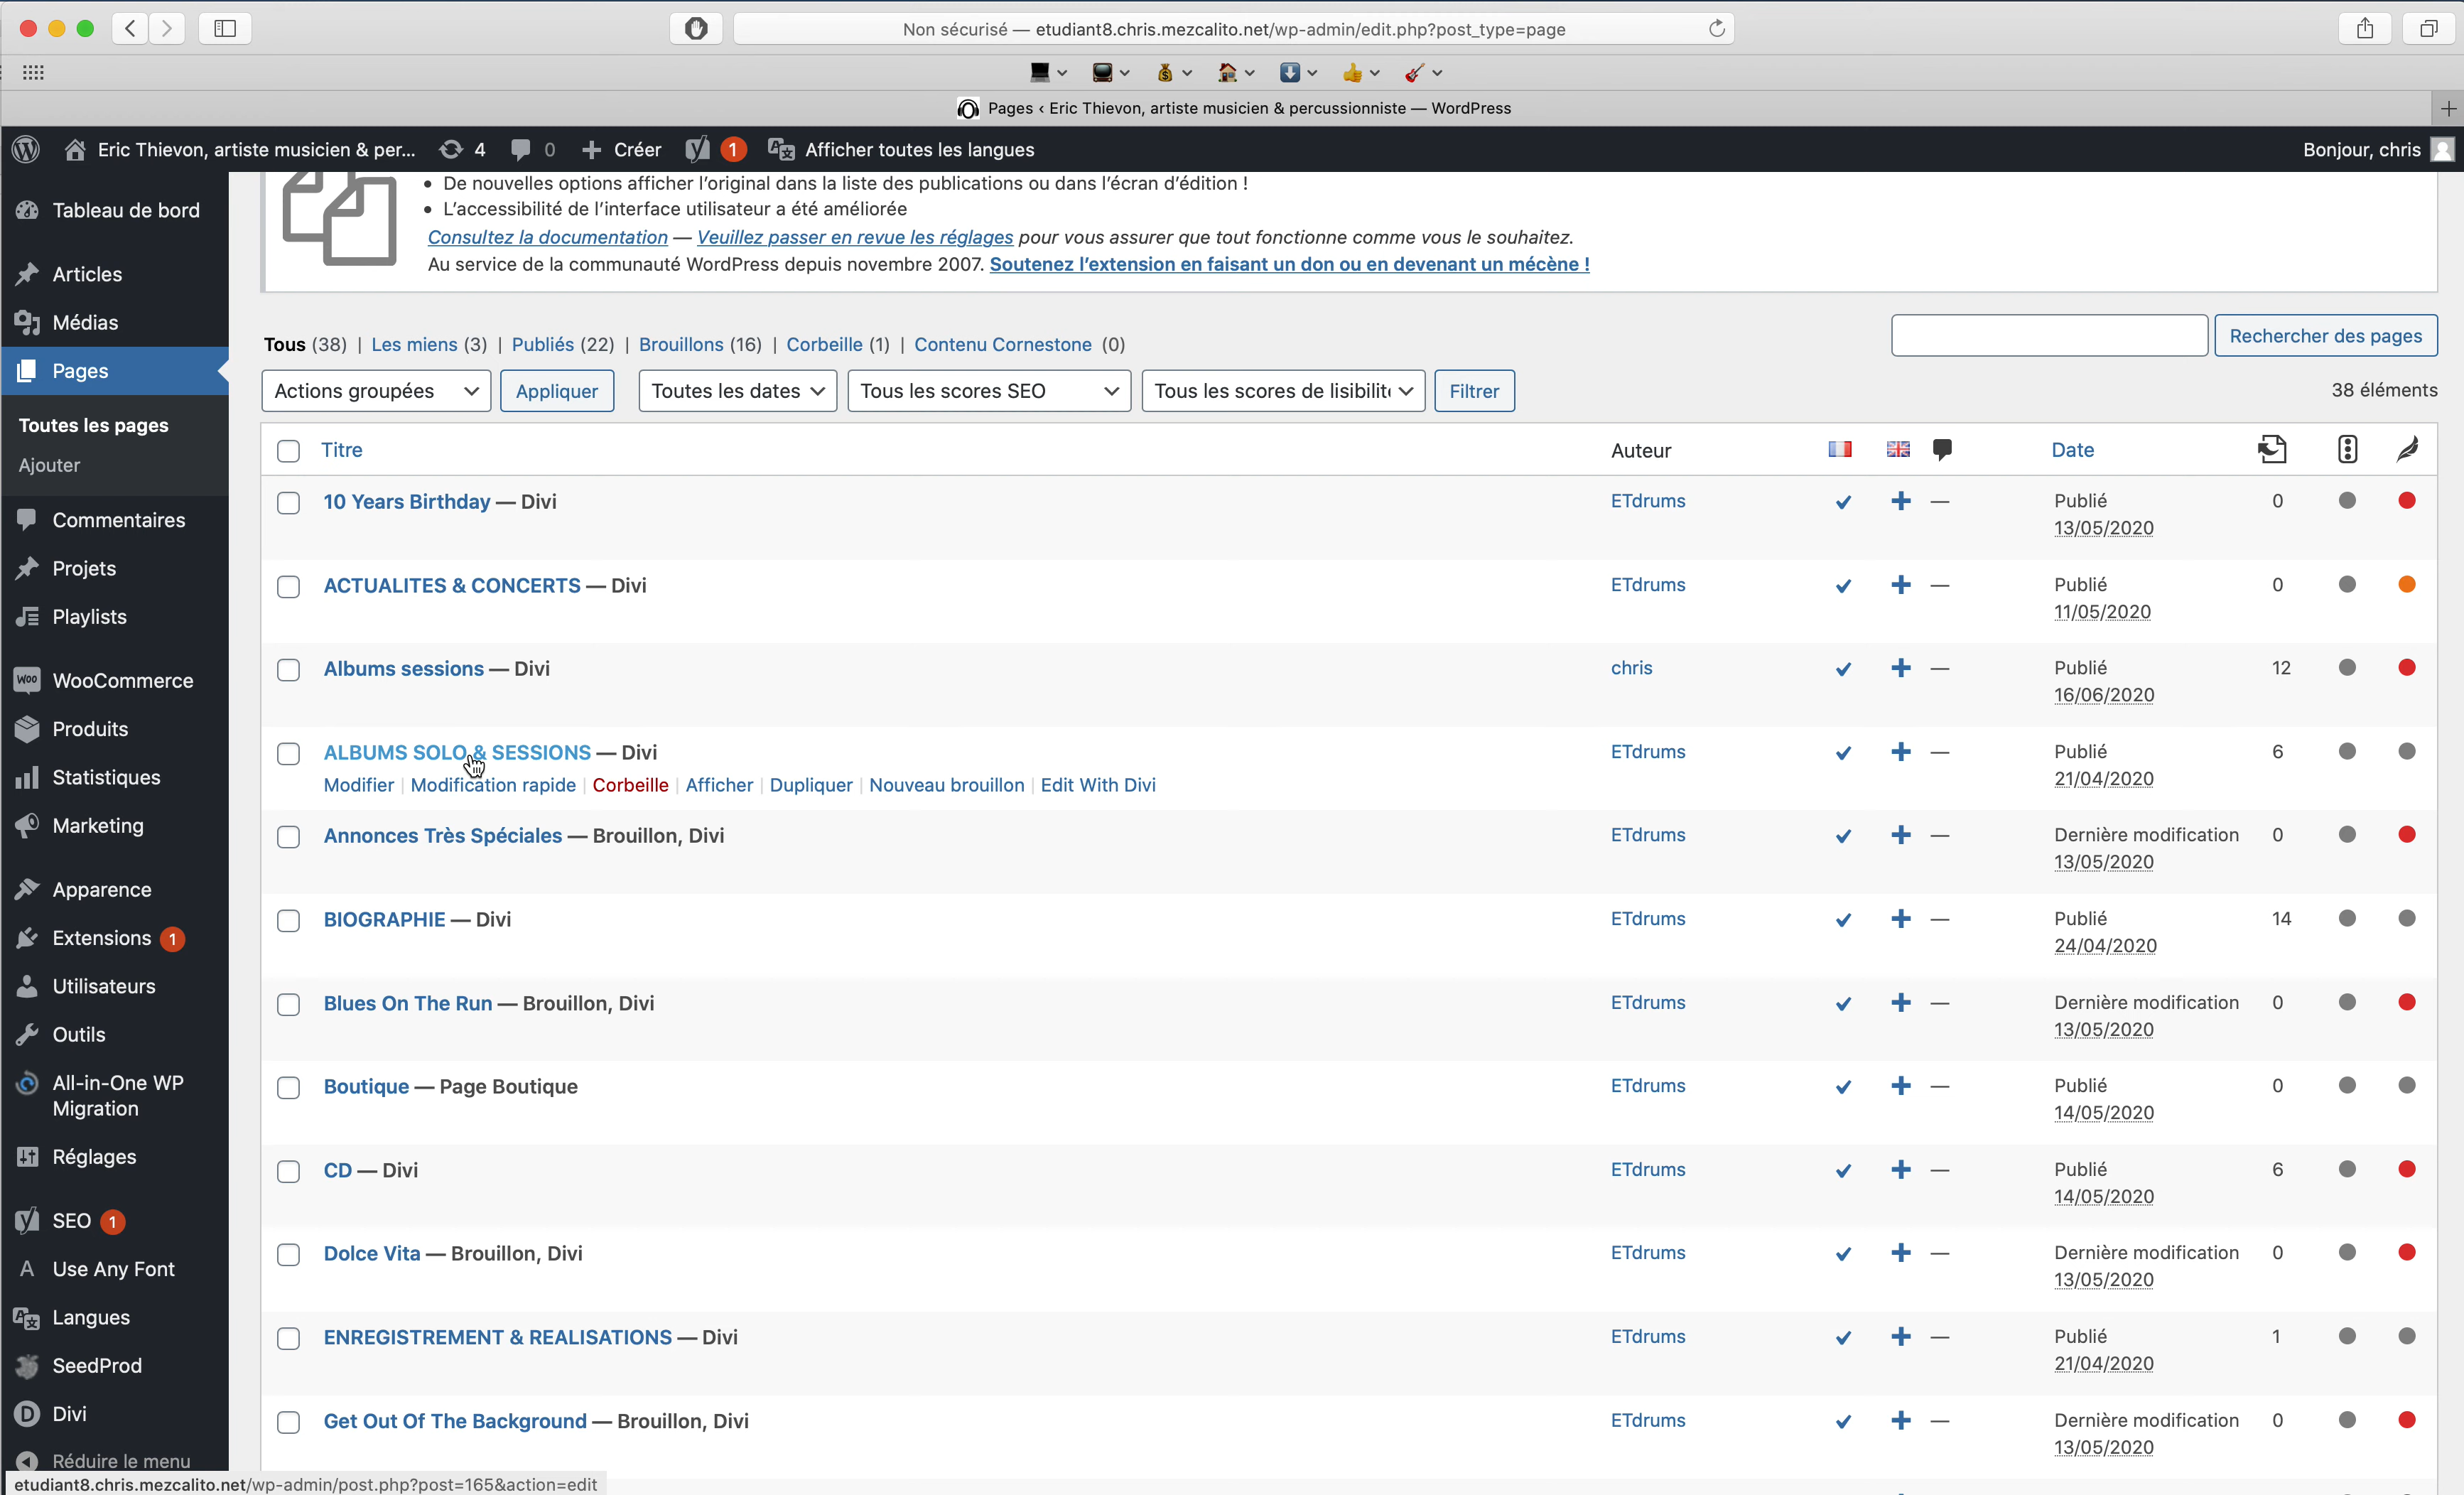 Non sécurisé — etudiant8.chris.mezcalito.net/wp-admin/edit.php?post_type=page
Pages ‹ Eric Thievon, artiste musicien & percussionniste — WordPress
Eric Thievon, artiste musicien & per... 4 0 Créer 1 Afficher toutes les langues Bonjour, chris
Tableau de bord
Articles
Médias
Pages
Toutes les pages
Ajouter
Commentaires
Projets
Playlists
WooCommerce
Produits
Statistiques
Marketing
Apparence
Extensions 1
Utilisateurs
Outils
All-in-One WP
Migration
Réglages
SEO 1
Use Any Font
Langues
SeedProd
Divi
Réduire le menu
• De nouvelles options afficher l'original dans la liste des publications ou dans l'écran d'édition !
• L'accessibilité de l'interface utilisateur a été améliorée
Consultez la documentation — Veuillez passer en revue les réglages pour vous assurer que tout fonctionne comme vous le souhaitez.
Au service de la communauté WordPress depuis novembre 2007. Soutenez l'extension en faisant un don ou en devenant un mécène !
Tous (38) | Les miens (3) | Publiés (22) | Brouillons (16) | Corbeille (1) | Contenu Cornestone (0)
Rechercher des pages
Actions groupées Appliquer Toutes les dates Tous les scores SEO Tous les scores de lisibilité Filtrer 38 éléments
Titre Auteur Date
10 Years Birthday — Divi ETdrums — Publié 0
13/05/2020
ACTUALITES & CONCERTS — Divi ETdrums — Publié 0
11/05/2020
Albums sessions — Divi chris — Publié 12
16/06/2020
ALBUMS SOLO & SESSIONS — Divi ETdrums — Publié 6
21/04/2020
Modifier | Modification rapide | Corbeille | Afficher | Dupliquer | Nouveau brouillon | Edit With Divi
Annonces Très Spéciales — Brouillon, Divi ETdrums — Dernière modification 0
13/05/2020
BIOGRAPHIE — Divi ETdrums — Publié 14
24/04/2020
Blues On The Run — Brouillon, Divi ETdrums — Dernière modification 0
13/05/2020
Boutique — Page Boutique ETdrums — Publié 0
14/05/2020
CD — Divi ETdrums — Publié 6
14/05/2020
Dolce Vita — Brouillon, Divi ETdrums — Dernière modification 0
13/05/2020
ENREGISTREMENT & REALISATIONS — Divi ETdrums — Publié 1
21/04/2020
Get Out Of The Background — Brouillon, Divi ETdrums — Dernière modification 0
13/05/2020
etudiant8.chris.mezcalito.net/wp-admin/post.php?post=165&action=edit